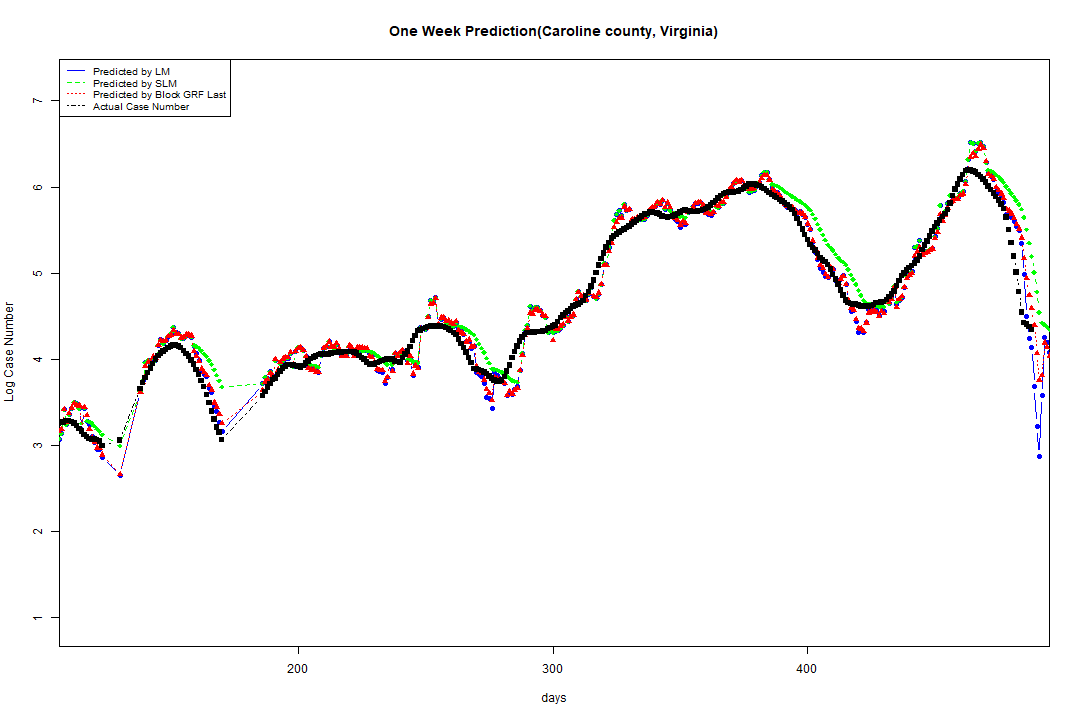 One Week Prediction(Caroline county, Virginia)
Predicted by LM
Predicted by SLM
Predicted by Block GRF Last
Actual Case Number
7
6
5
4
3
2
1
Log Case Number
200
300
400
days